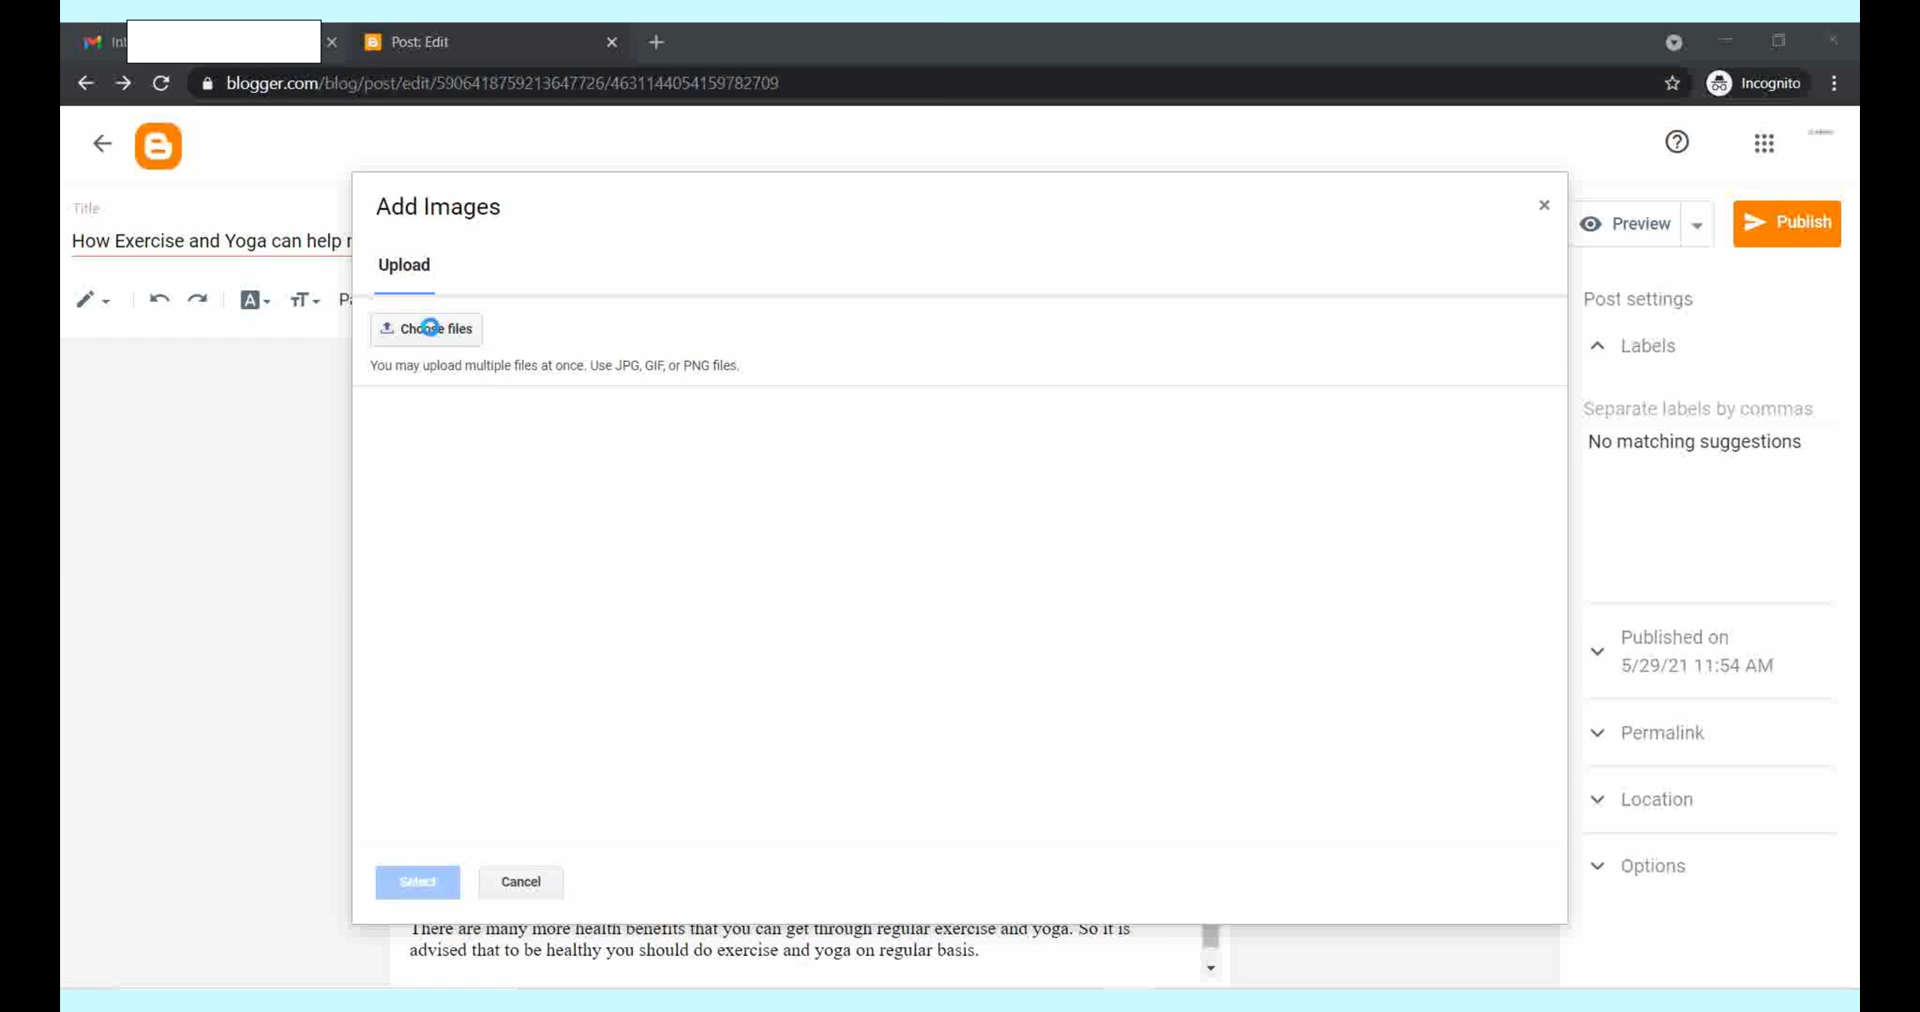 Int
Post: Edit
blogger.com/blog/post/edit/5906418759213647726/4631144054159782709
Incognito
Title
How Exercise and Yoga can help
Preview
Publish
Add Images
Upload
Choose files
You may upload multiple files at once. Use JPG, GIF, or PNG files.
Post settings
Labels
Separate labels by commas
No matching suggestions
Published on
5/29/21 11:54 AM
Permalink
Location
Options
Select
Cancel
There are many more health benefits that you can get through regular exercise and yoga. So it is
advised that to be healthy you should do exercise and yoga on regular basis.